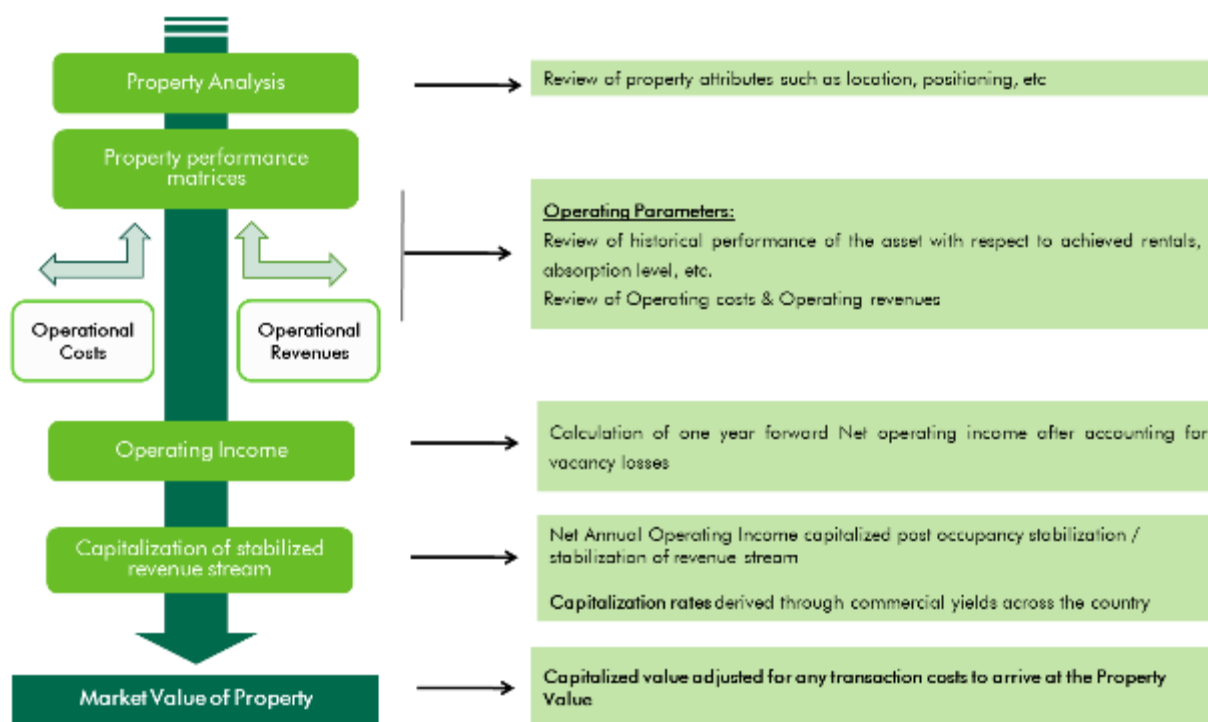 Property Analysis
Review of property attributes such as location, positioning, etc
Property performance
matrices
Operating Parameters:
Review of historical performance of the asset with respect to achieved rentals,
absorption level, etc.
Review of Operating costs & Operating revenues
Operational
Costs
Operational
Revenues
Operating Income
Calculation of one year forward Net operating income after accounting for
vacancy losses
Capitalization of stabilized
revenue stream
Net Annual Operating Income capitalized post occupancy stabilization /
stabilization of revenue stream
Capitalization rates derived through commercial yields across the country
Market Value of Property
Capitalized value adjusted for any transaction costs to arrive at the Property
Value